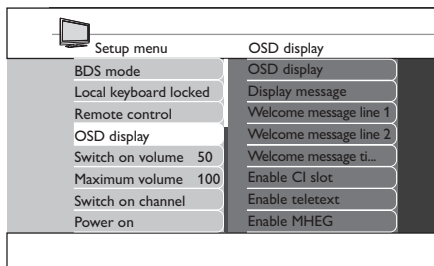 Setup menu
OSD display
BDS mode
Local keyboard locked
Remote control
OSD display
Switch on volume 50
Maximum volume 100
Switch on channel
Power on
OSD display
Display message
Welcome message line 1
Welcome message line 2
Welcome message ti...
Enable CI slot
Enable teletext
Enable MHEG